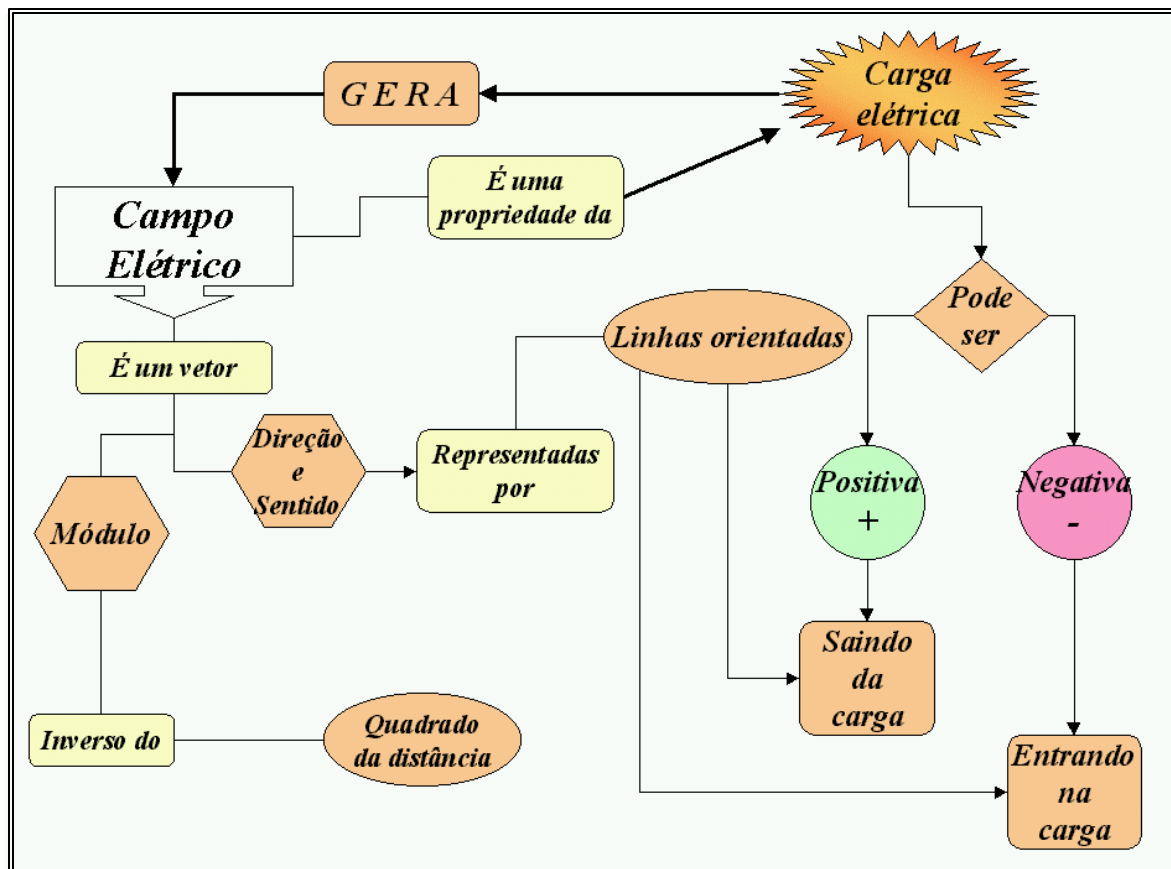 Carga
elétrica
G E R A
É uma
propriedade da
Campo
Elétrico
Pode
ser
Linhas orientadas
É um vetor
Direção
e
Sentido
Representadas
por
Positiva
+
Negativa
-
Módulo
Saindo
da
carga
Quadrado
da distância
Inverso do
Entrando
na
carga